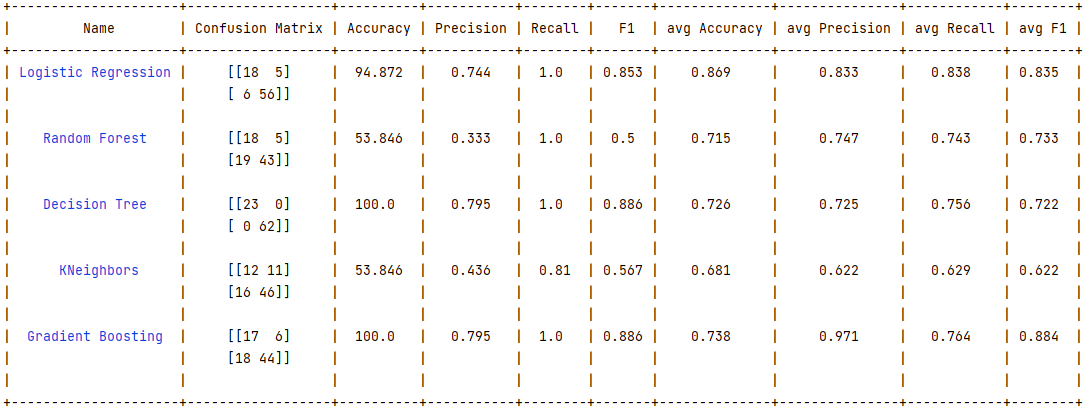 +----------------------+------------------+----------+-----------+--------+-------+--------------+---------------+------------+--------+
| Name | Confusion Matrix | Accuracy | Precision | Recall | F1 | avg Accuracy | avg Precision | avg Recall | avg F1 |
+----------------------+------------------+----------+-----------+--------+-------+--------------+---------------+------------+--------+
| Logistic Regression | [[18 5] | 94.872 | 0.744 | 1.0 | 0.853 | 0.869 | 0.833 | 0.838 | 0.835 |
| | [ 6 56]] | | | | | | | | |
| | | | | | | | | | |
| Random Forest | [[18 5] | 53.846 | 0.333 | 1.0 | 0.5 | 0.715 | 0.747 | 0.743 | 0.733 |
| | [19 43]] | | | | | | | | |
| | | | | | | | | | |
| Decision Tree | [[23 0] | 100.0 | 0.795 | 1.0 | 0.886 | 0.726 | 0.725 | 0.756 | 0.722 |
| | [ 0 62]] | | | | | | | | |
| | | | | | | | | | |
| KNeighbors | [[12 11] | 53.846 | 0.436 | 0.81 | 0.567 | 0.681 | 0.622 | 0.629 | 0.622 |
| | [16 46]] | | | | | | | | |
| | | | | | | | | | |
| Gradient Boosting | [[17 6] | 100.0 | 0.795 | 1.0 | 0.886 | 0.738 | 0.971 | 0.764 | 0.884 |
| | [18 44]] | | | | | | | | |
| | | | | | | | | | |
+----------------------+------------------+----------+-----------+--------+-------+--------------+---------------+------------+--------+